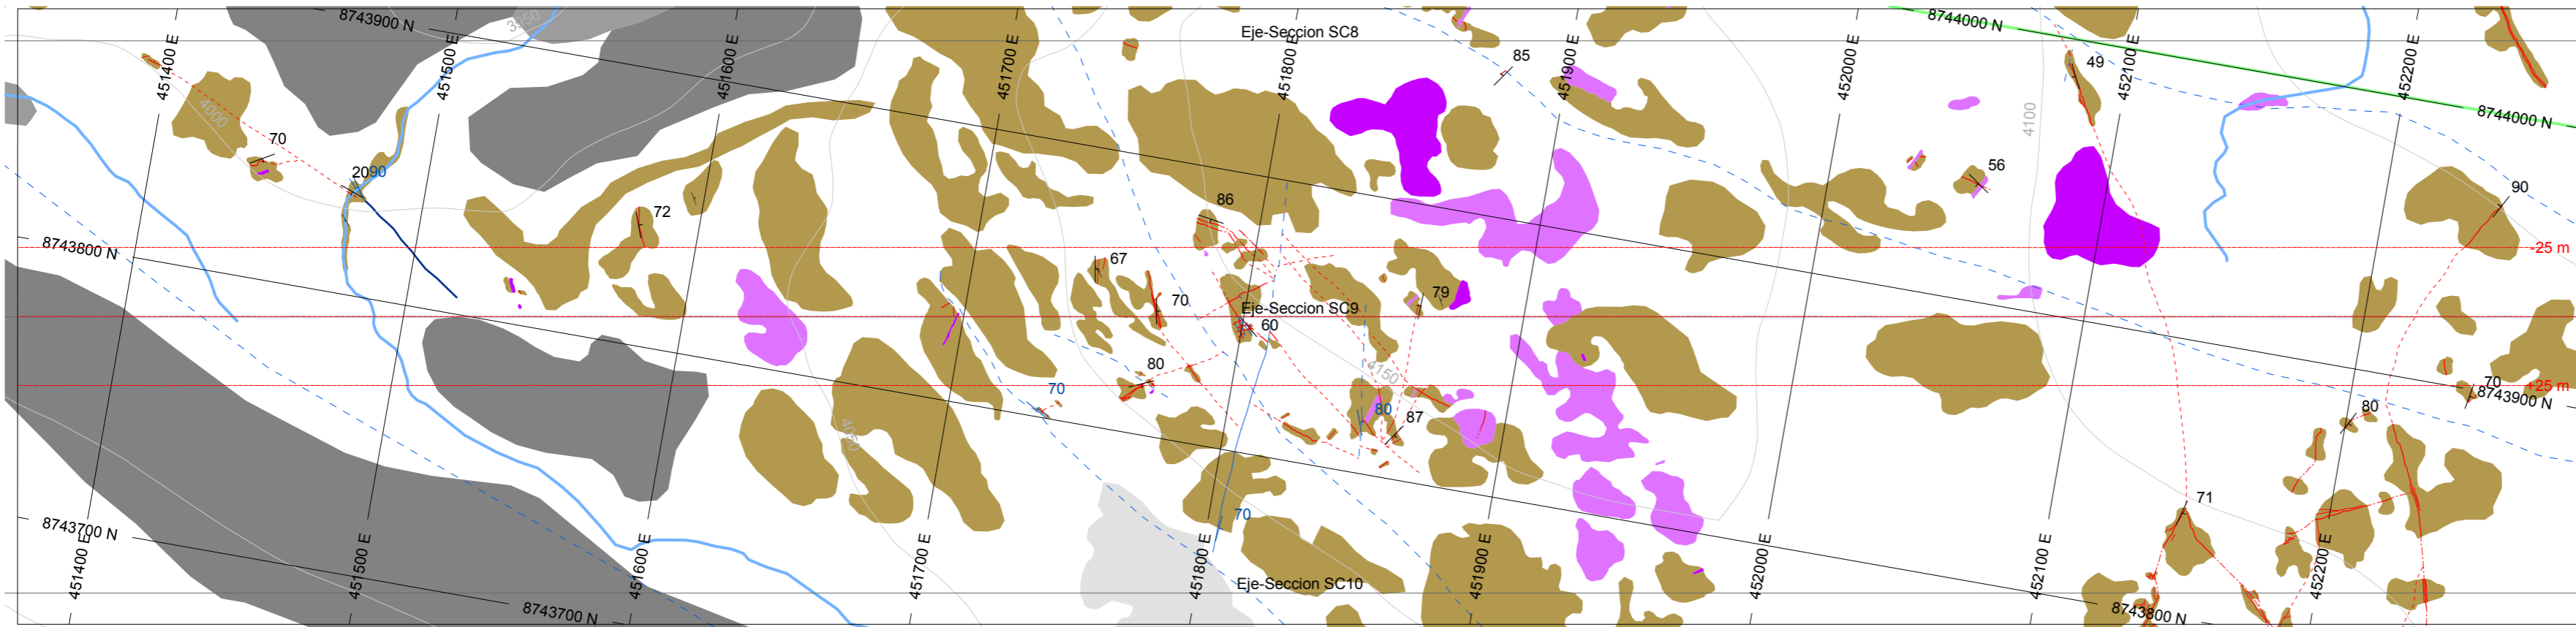 8743900 N
3950
Eje-Seccion SC8
8744000 N
451400 E
451500 E
451600 E
451700 E
451800 E
451900 E
452000 E
452100 E
452200 E
85
49
4000
4100
8744000 N
70
2090
56
90
72
86
8743800 N
-25 m
67
70
79
Eje-Seccion SC9
60
80
4150
70
+25 m
8743900 N
70
80
87
80
4050
71
70
8743700 N
451400 E
451500 E
451600 E
451700 E
451800 E
451900 E
452000 E
452100 E
452200 E
Eje-Seccion SC10
8743700 N
8743800 N